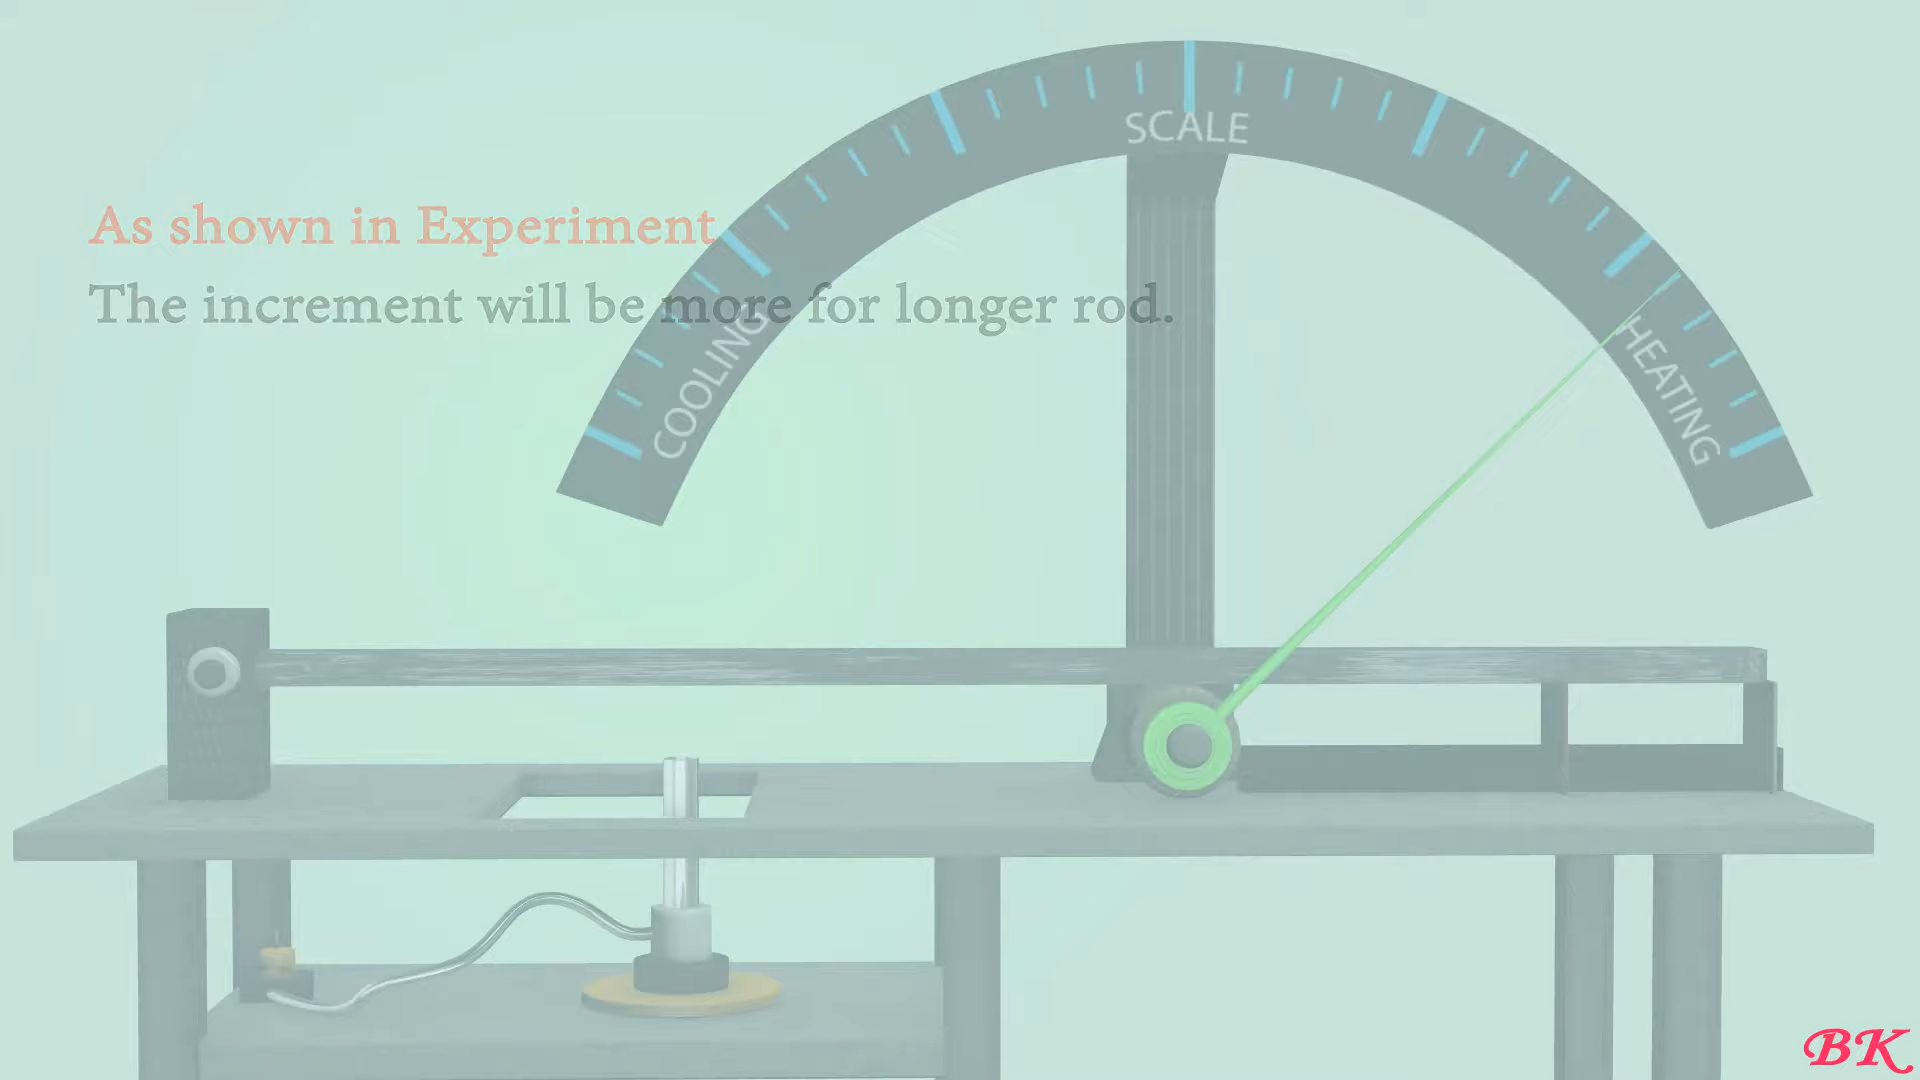 SCALE
As shown in Experiment
The increment will be more for longer rod.
COOLING
HEATING
BK